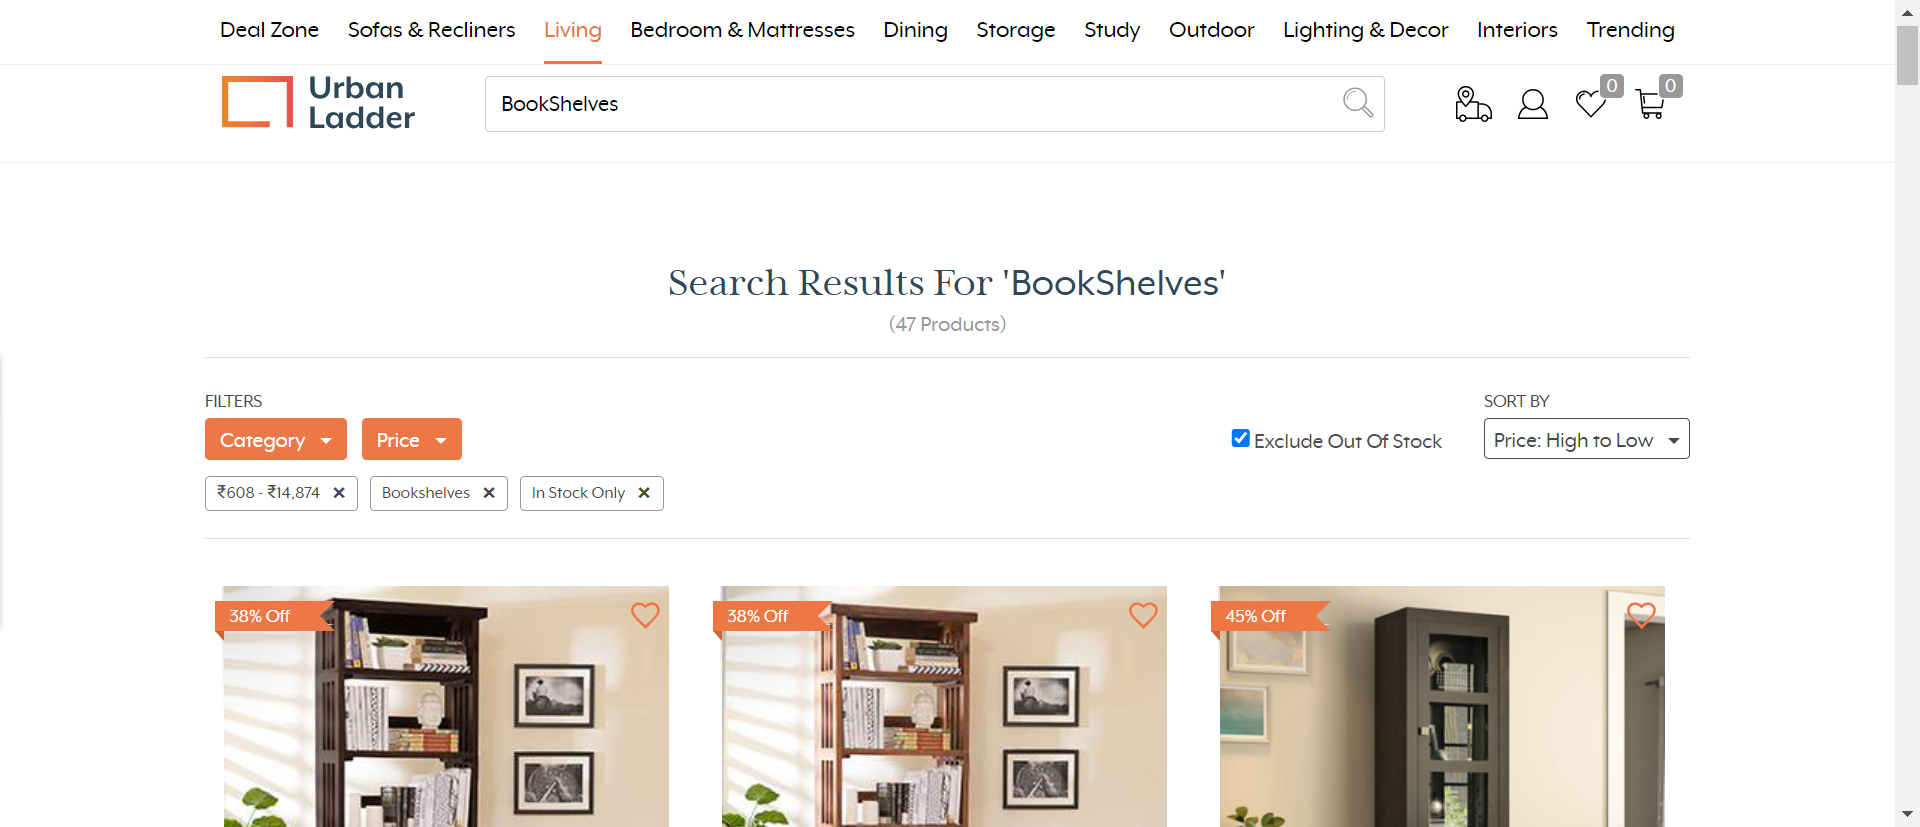 Deal Zone Sofas & Recliners Living Bedroom & Mattresses Dining Storage Study Outdoor Lighting & Decor Interiors Trending
Urban
Ladder
BookShelves
0
0
Search Results For 'BookShelves'
(47 Products)
FILTERS
SORT BY
Category
Price
Exclude Out Of Stock
Price: High to Low
₹608 - ₹14,874 ✕
Bookshelves ✕
In Stock Only ✕
38% Off
38% Off
45% Off